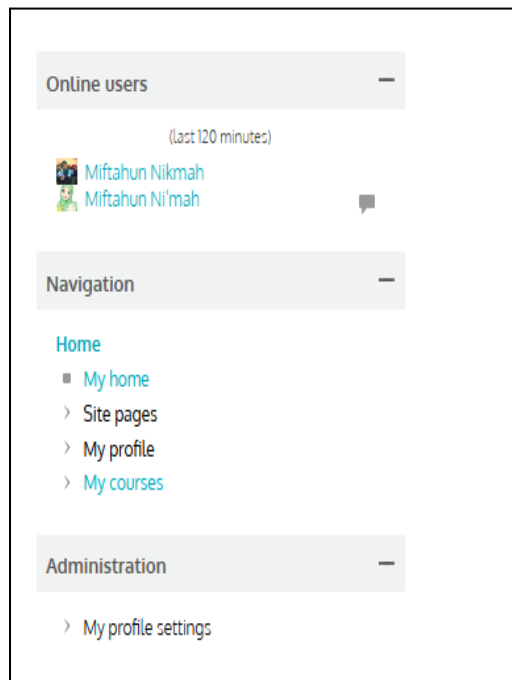 Online users
(last 120 minutes)
Miftahun Nikmah
Miftahun Ni'mah
Navigation
Home
My home
Site pages
My profile
My courses
Administration
My profile settings